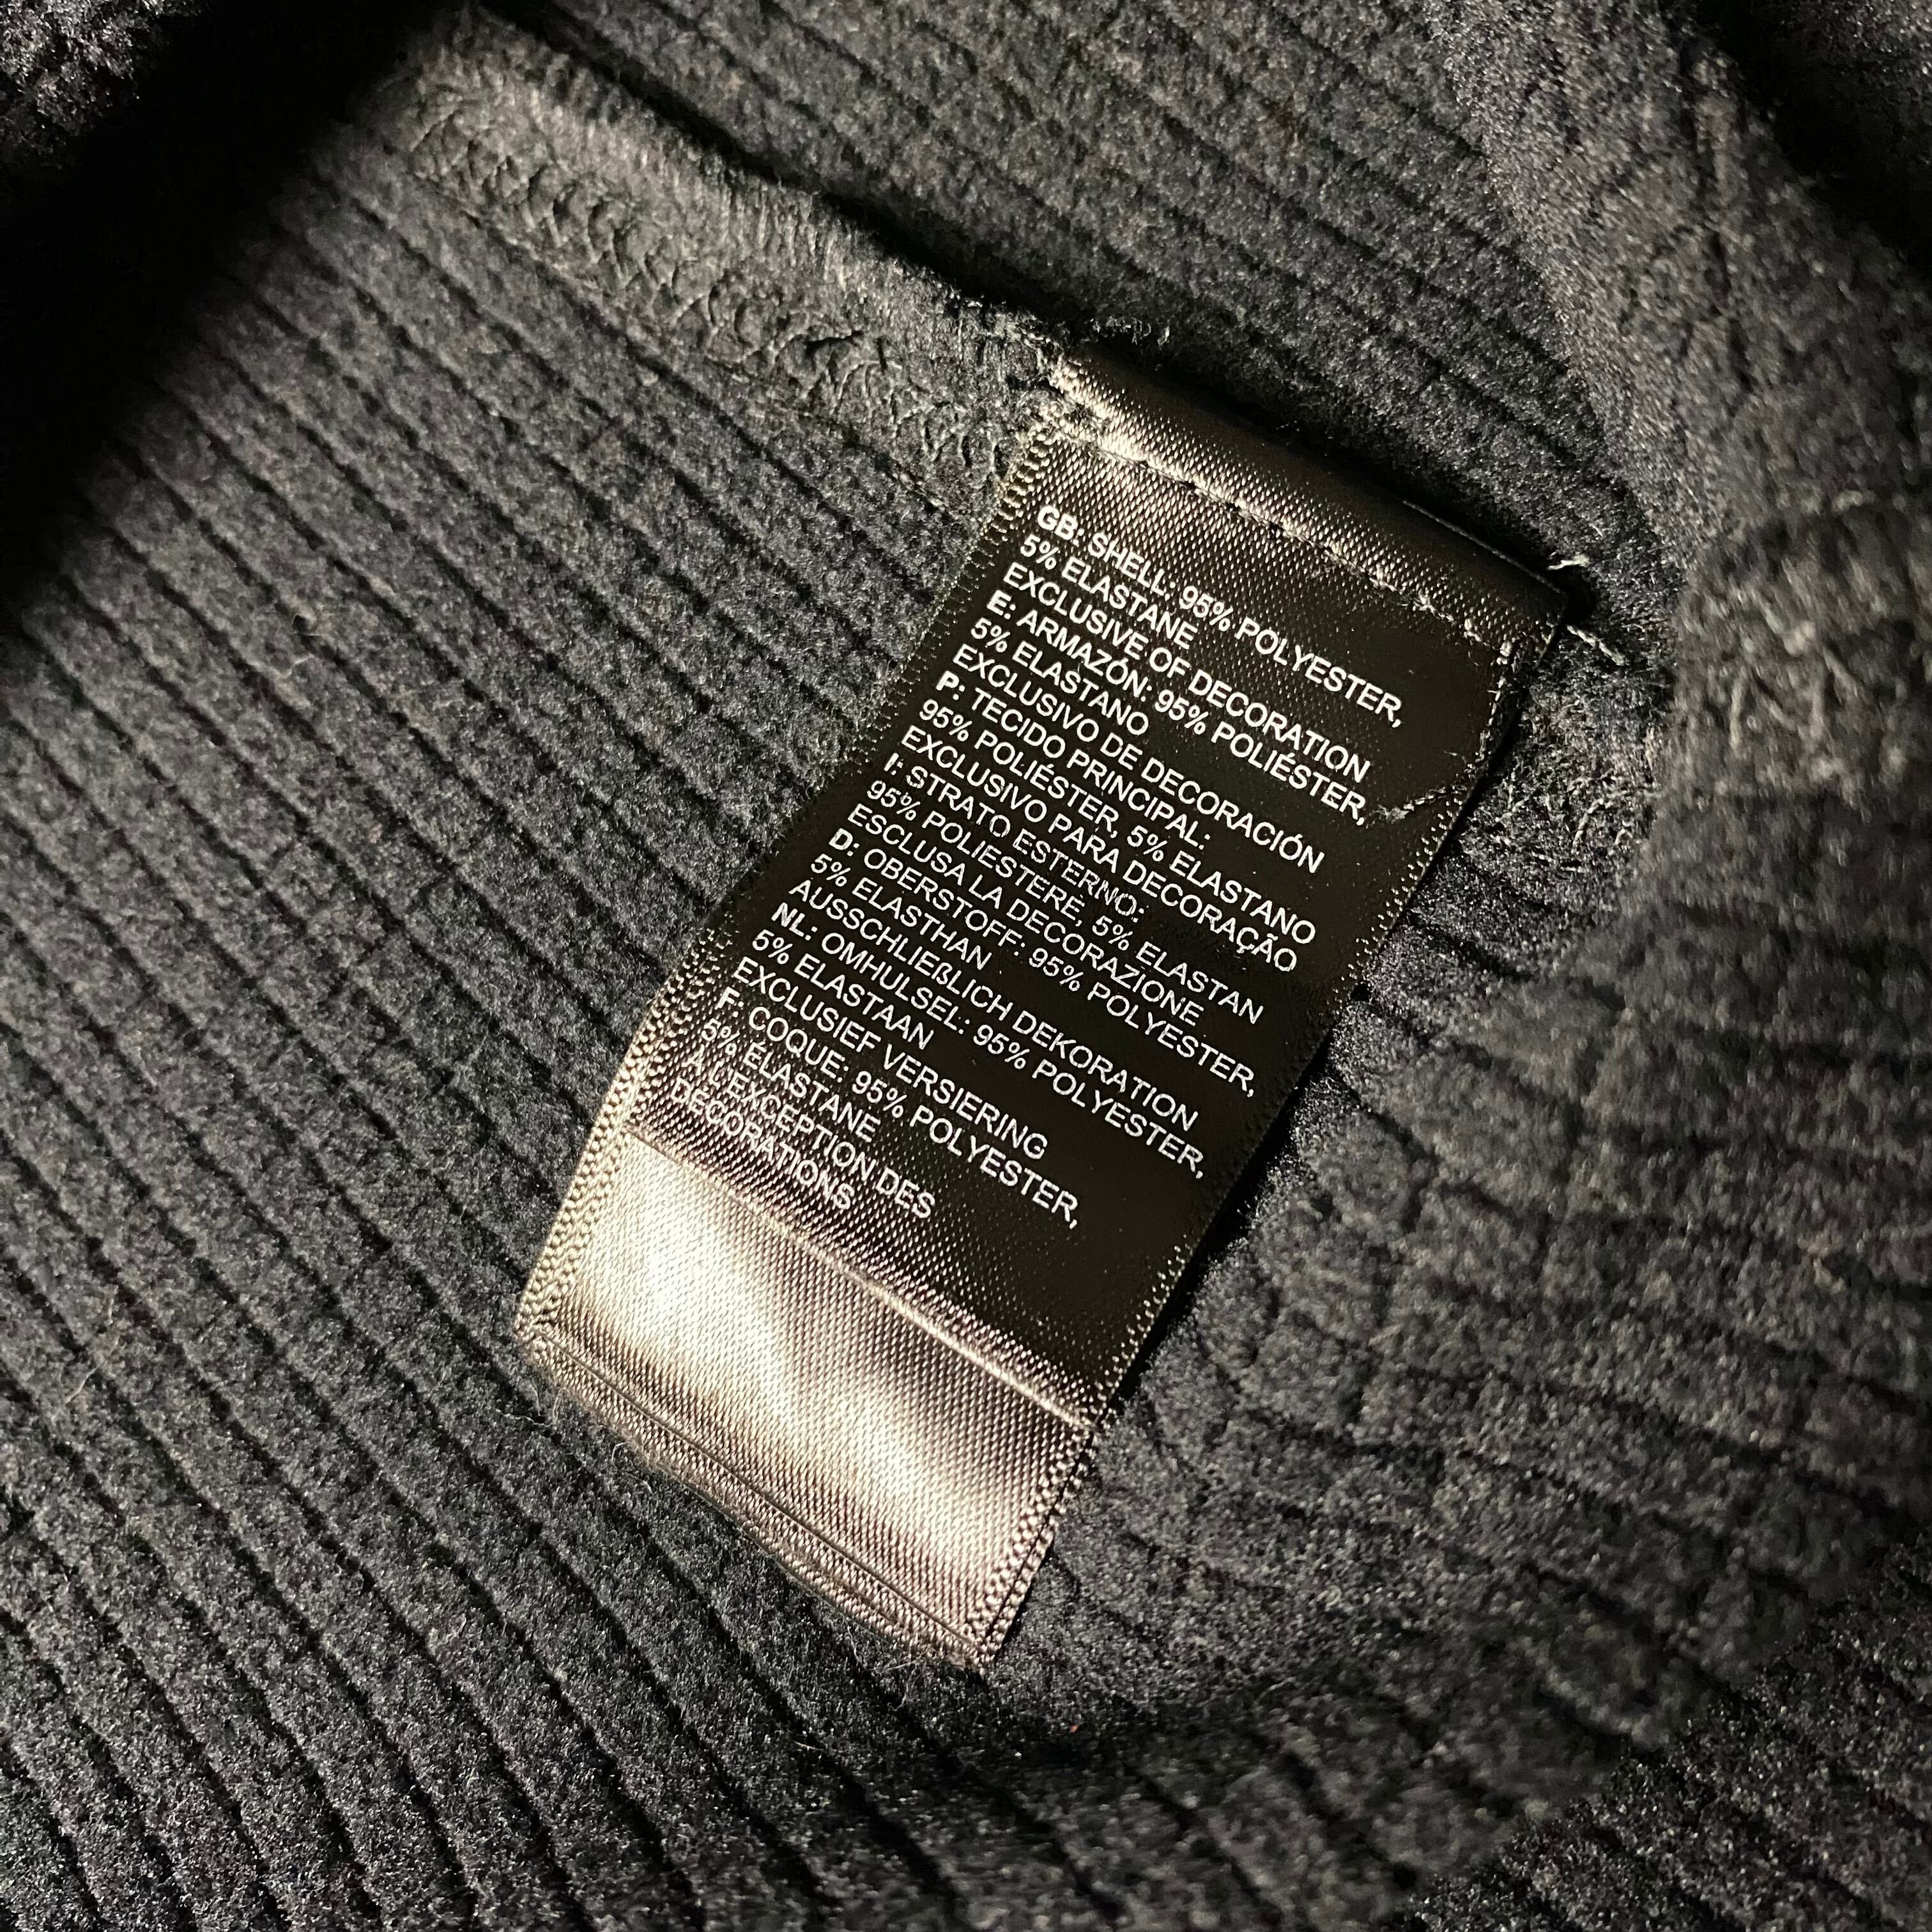 GB: SHELL: 95% POLYESTER,
5% ELASTANE
EXCLUSIVE OF DECORATION
E: ARMAZÓN: 95% POLIÉSTER,
5% ELASTANO
EXCLUSIVO DE DECORACIÓN
P: TECIDO PRINCIPAL:
95% POLIÉSTER, 5% ELASTANO
EXCLUSIVO PARA DECORAÇÃO
I: STRATO ESTERNO:
95% POLIESTERE, 5% ELASTAN
ESCLUSA LA DECORAZIONE
D: OBERSTOFF: 95% POLYESTER,
5% ELASTHAN
AUSSCHLIEßLICH DEKORATION
NL: OMHULSEL: 95% POLYESTER,
5% ELASTAAN
EXCLUSIEF VERSIERING
F: COQUE: 95% POLYESTER,
5% ÉLASTANE
À L'EXCEPTION DES
DÉCORATIONS